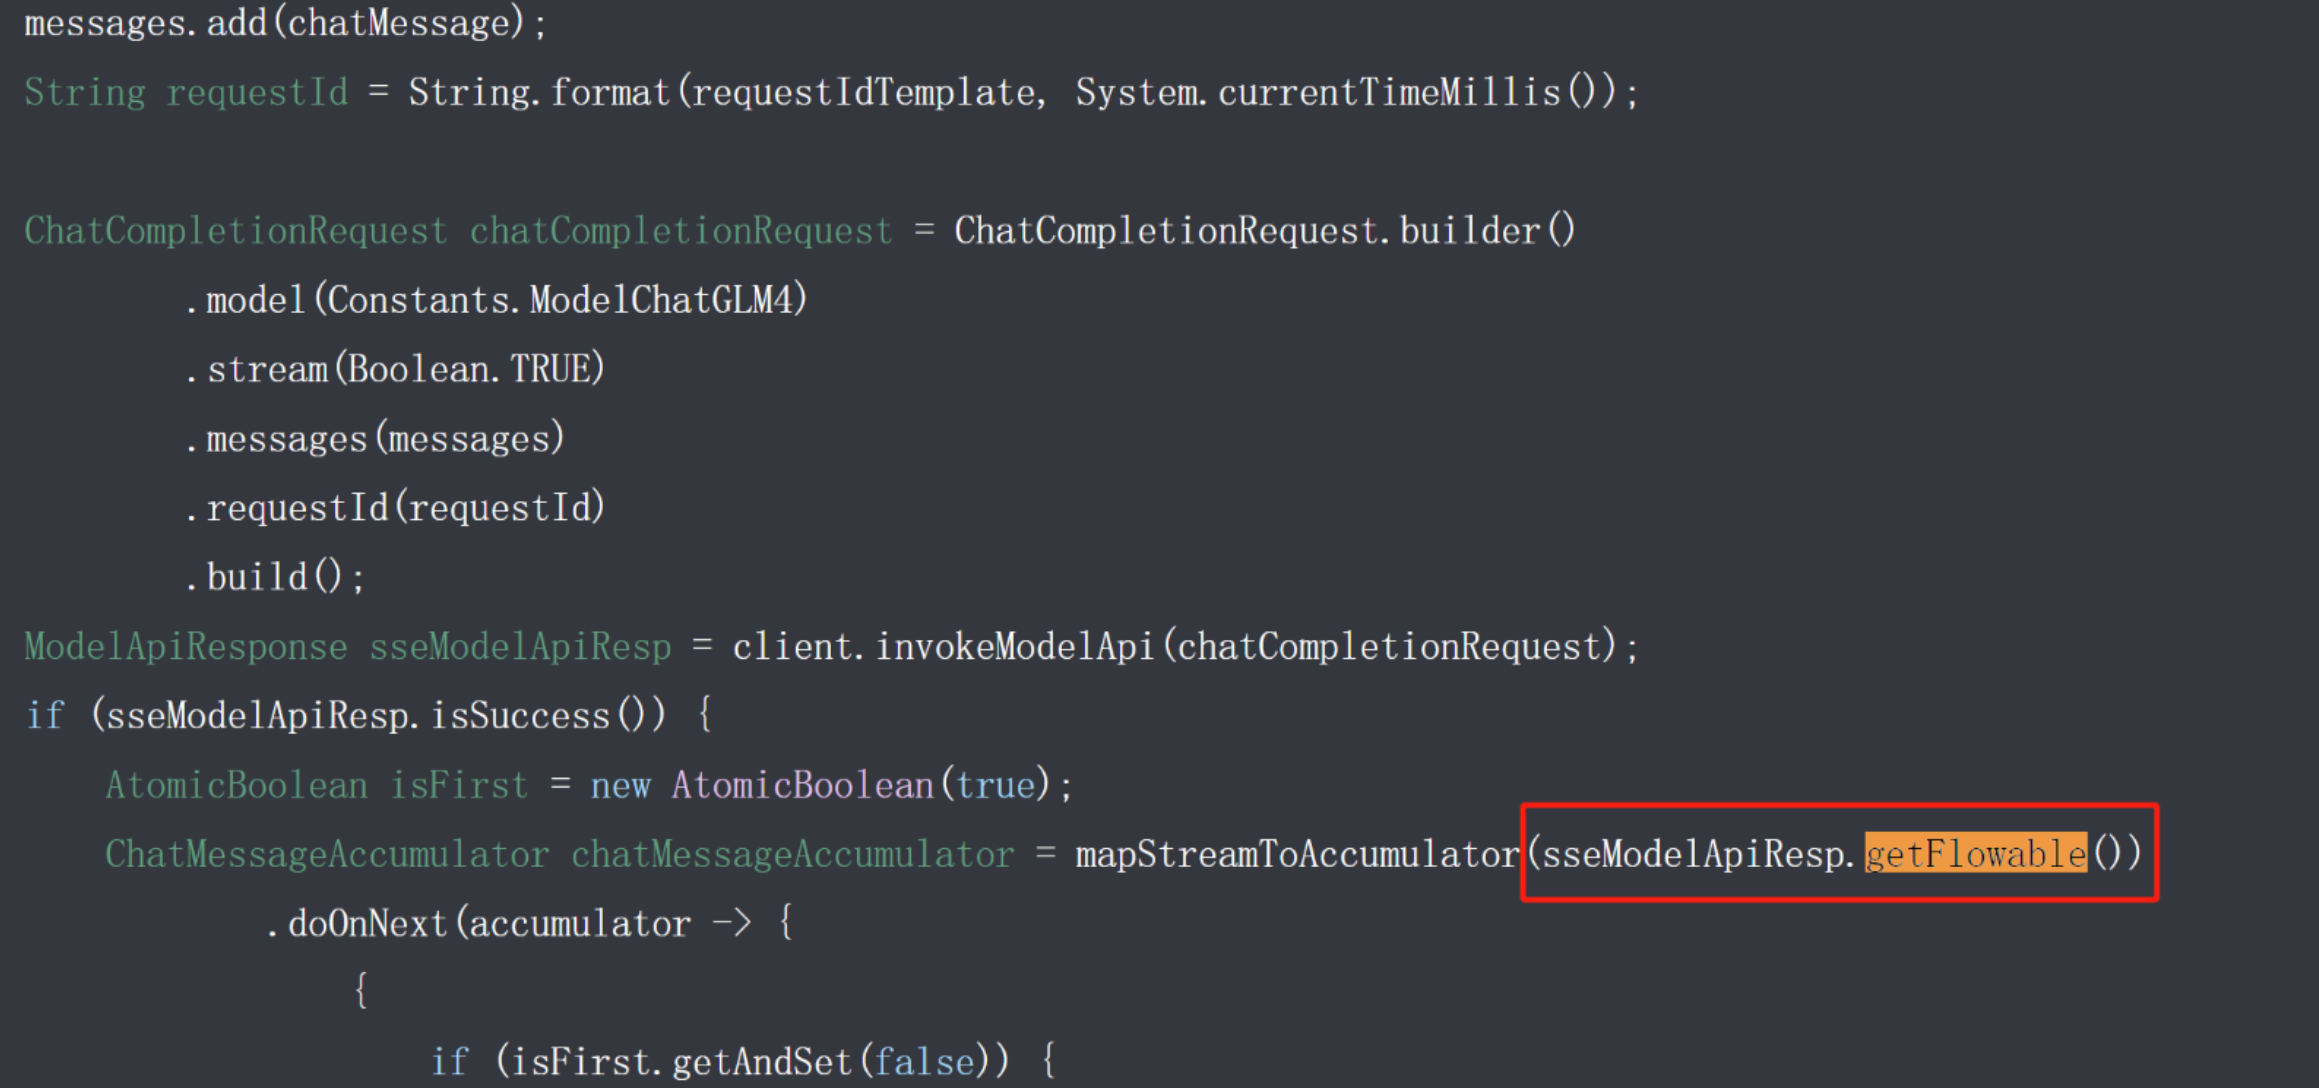 messages.add(chatMessage);
String requestId = String.format(requestIdTemplate, System.currentTimeMillis());
ChatCompletionRequest chatCompletionRequest = ChatCompletionRequest.builder()
.model(Constants.ModelChatGLM4)
.stream(Boolean.TRUE)
.messages(messages)
.requestId(requestId)
.build();
ModelApiResponse sseModelApiResp = client.invokeModelApi(chatCompletionRequest);
if (sseModelApiResp.isSuccess()) {
AtomicBoolean isFirst = new AtomicBoolean(true);
ChatMessageAccumulator chatMessageAccumulator = mapStreamToAccumulator(sseModelApiResp.getFlowable())
.doOnNext(accumulator -> {
{
if (isFirst.getAndSet(false)) {